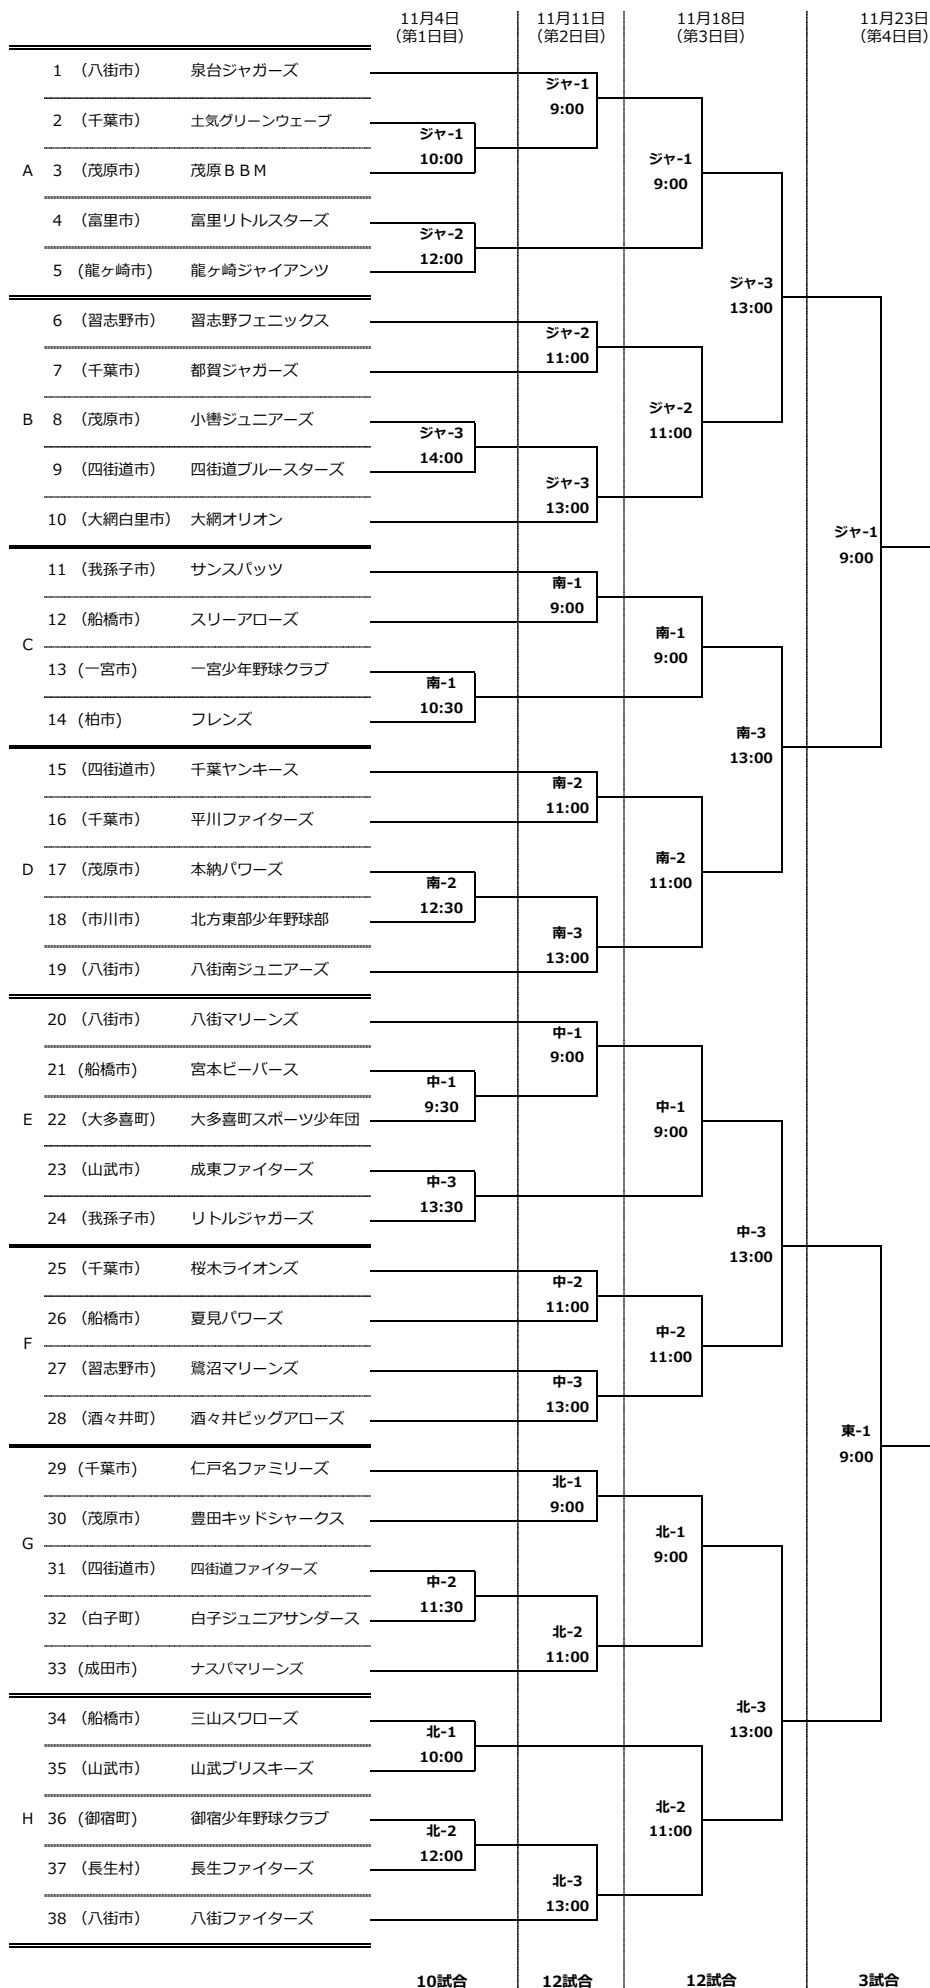 11月4日 11月11日 11月18日 11月23日
（第1日目） （第2日目） （第3日目） （第4日目）
1 （八街市） 泉台ジャガーズ
ジャ-1
9:00
2 （千葉市） 土気グリーンウェーブ
ジャ-1
10:00
ジャ-1
9:00
A 3 （茂原市） 茂原ＢＢＭ
4 （富里市） 富里リトルスターズ
ジャ-2
12:00
5 (龍ヶ崎市) 龍ヶ崎ジャイアンツ
ジャ-3
13:00
6 （習志野市） 習志野フェニックス
ジャ-2
11:00
7 （千葉市） 都賀ジャガーズ
B 8 （茂原市） 小轡ジュニアーズ
ジャ-2
11:00
ジャ-3
14:00
9 （四街道市） 四街道ブルースターズ
ジャ-3
13:00
10 （大網白里市） 大網オリオン
ジャ-1
9:00
11 （我孫子市） サンスパッツ
南-1
9:00
12 （船橋市） スリーアローズ
C
南-1
9:00
13 (一宮市) 一宮少年野球クラブ
南-1
10:30
14 (柏市) フレンズ
南-3
13:00
15 （四街道市） 千葉ヤンキース
南-2
11:00
16 （千葉市） 平川ファイターズ
D 17 （茂原市） 本納パワーズ
南-2
11:00
南-2
12:30
18 （市川市） 北方東部少年野球部
南-3
13:00
19 （八街市） 八街南ジュニアーズ
20 （八街市） 八街マリーンズ
中-1
9:00
21 (船橋市) 宮本ビーバース
中-1
9:30
E 22 （大多喜町） 大多喜町スポーツ少年団
中-1
9:00
23 （山武市） 成東ファイターズ
中-3
13:30
24 （我孫子市） リトルジャガーズ
中-3
13:00
25 （千葉市） 桜木ライオンズ
中-2
11:00
26 （船橋市） 夏見パワーズ
F
中-2
11:00
27 （習志野市) 鷺沼マリーンズ
中-3
13:00
28 （酒々井町） 酒々井ビッグアローズ
東-1
9:00
29 (千葉市) 仁戸名ファミリーズ
北-1
9:00
30 （茂原市） 豊田キッドシャークス
G
北-1
9:00
31 （四街道市） 四街道ファイターズ
中-2
11:30
32 （白子町） 白子ジュニアサンダース
北-2
11:00
33 (成田市) ナスパマリーンズ
34 （船橋市） 三山スワローズ
北-3
13:00
北-1
10:00
35 （山武市） 山武ブリスキーズ
H 36 (御宿町) 御宿少年野球クラブ
北-2
11:00
北-2
12:00
37 （長生村） 長生ファイターズ
北-3
13:00
38 （八街市） 八街ファイターズ
10試合 12試合 12試合 3試合